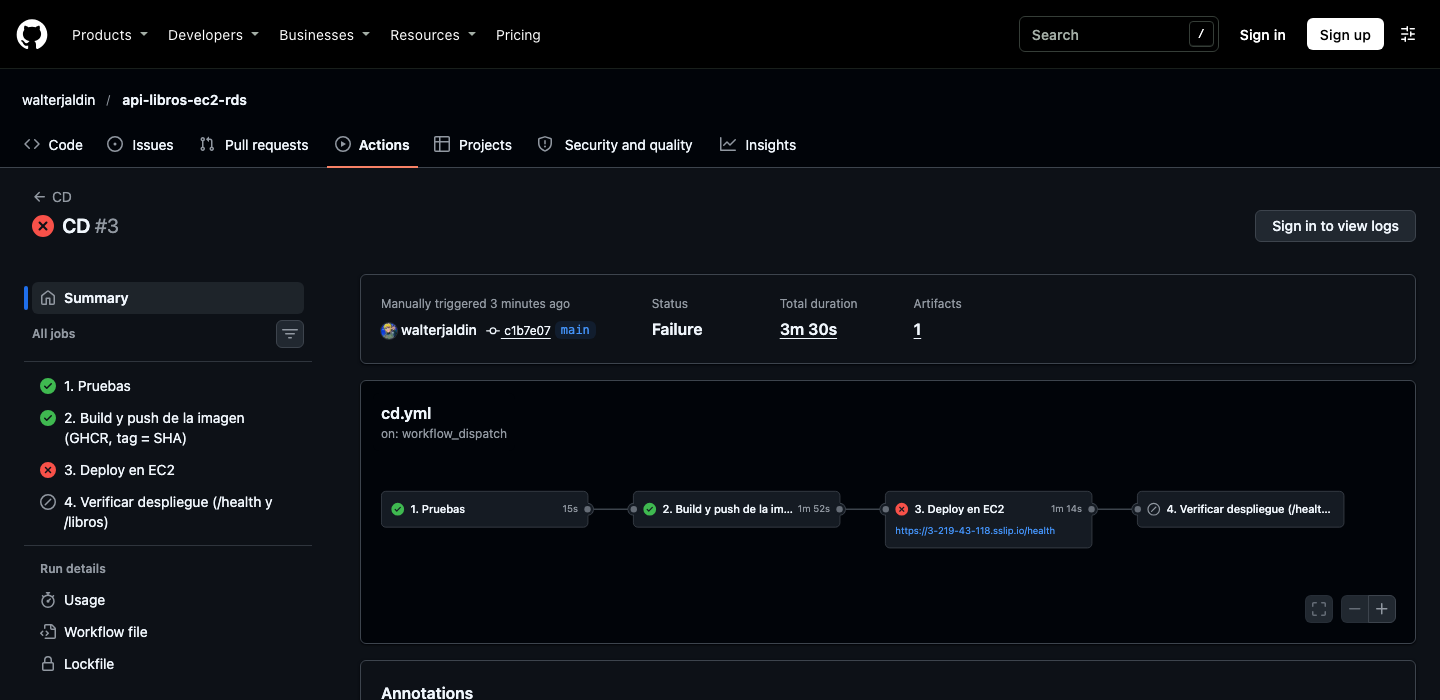 Products Developers Businesses Resources Pricing Search / Sign in Sign up
walterjaldin / api-libros-ec2-rds
Code Issues Pull requests Actions Projects Security and quality Insights
CD
CD #3
Sign in to view logs
Summary
All jobs
1. Pruebas
2. Build y push de la imagen
(GHCR, tag = SHA)
3. Deploy en EC2
4. Verificar despliegue (/health y
/libros)
Run details
Usage
Workflow file
Lockfile
Manually triggered 3 minutes ago
walterjaldin c1b7e07 main
Status
Failure
Total duration
3m 30s
Artifacts
1
cd.yml
on: workflow_dispatch
1. Pruebas 15s
2. Build y push de la im... 1m 52s
3. Deploy en EC2 1m 14s
https://3-219-43-118.sslip.io/health
4. Verificar despliegue (/healt...
Annotations